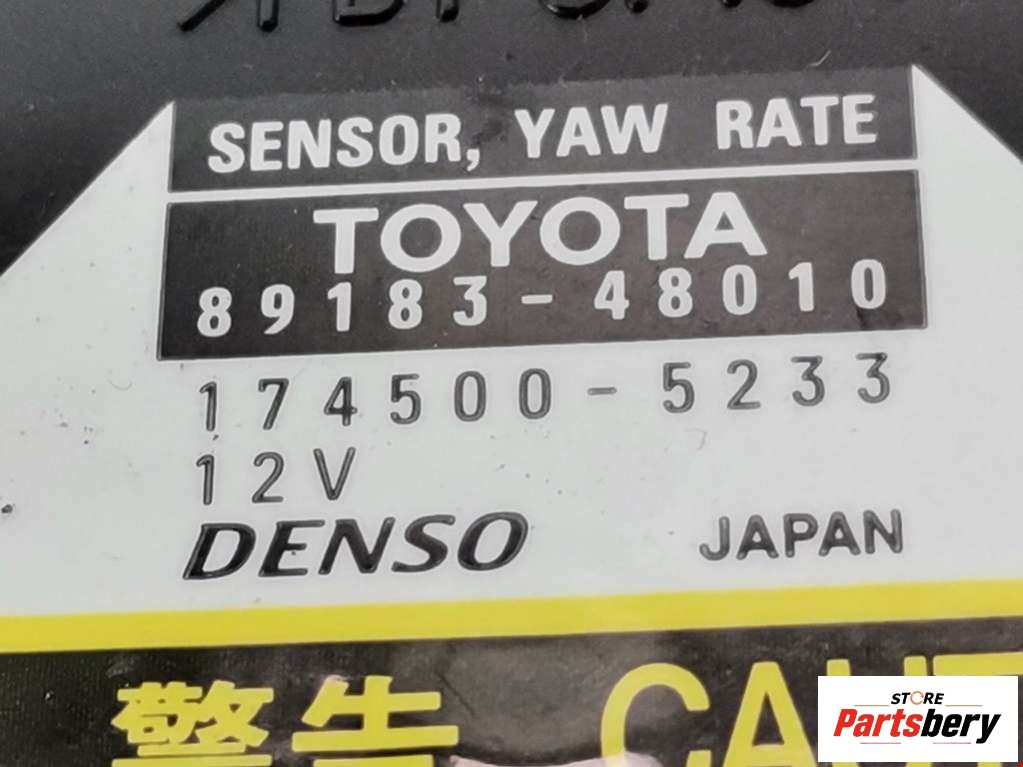 SENSOR, YAW RATE
TOYOTA
89183-48010
174500-5233
12V
DENSO JAPAN
警告
STORE
Partsbery